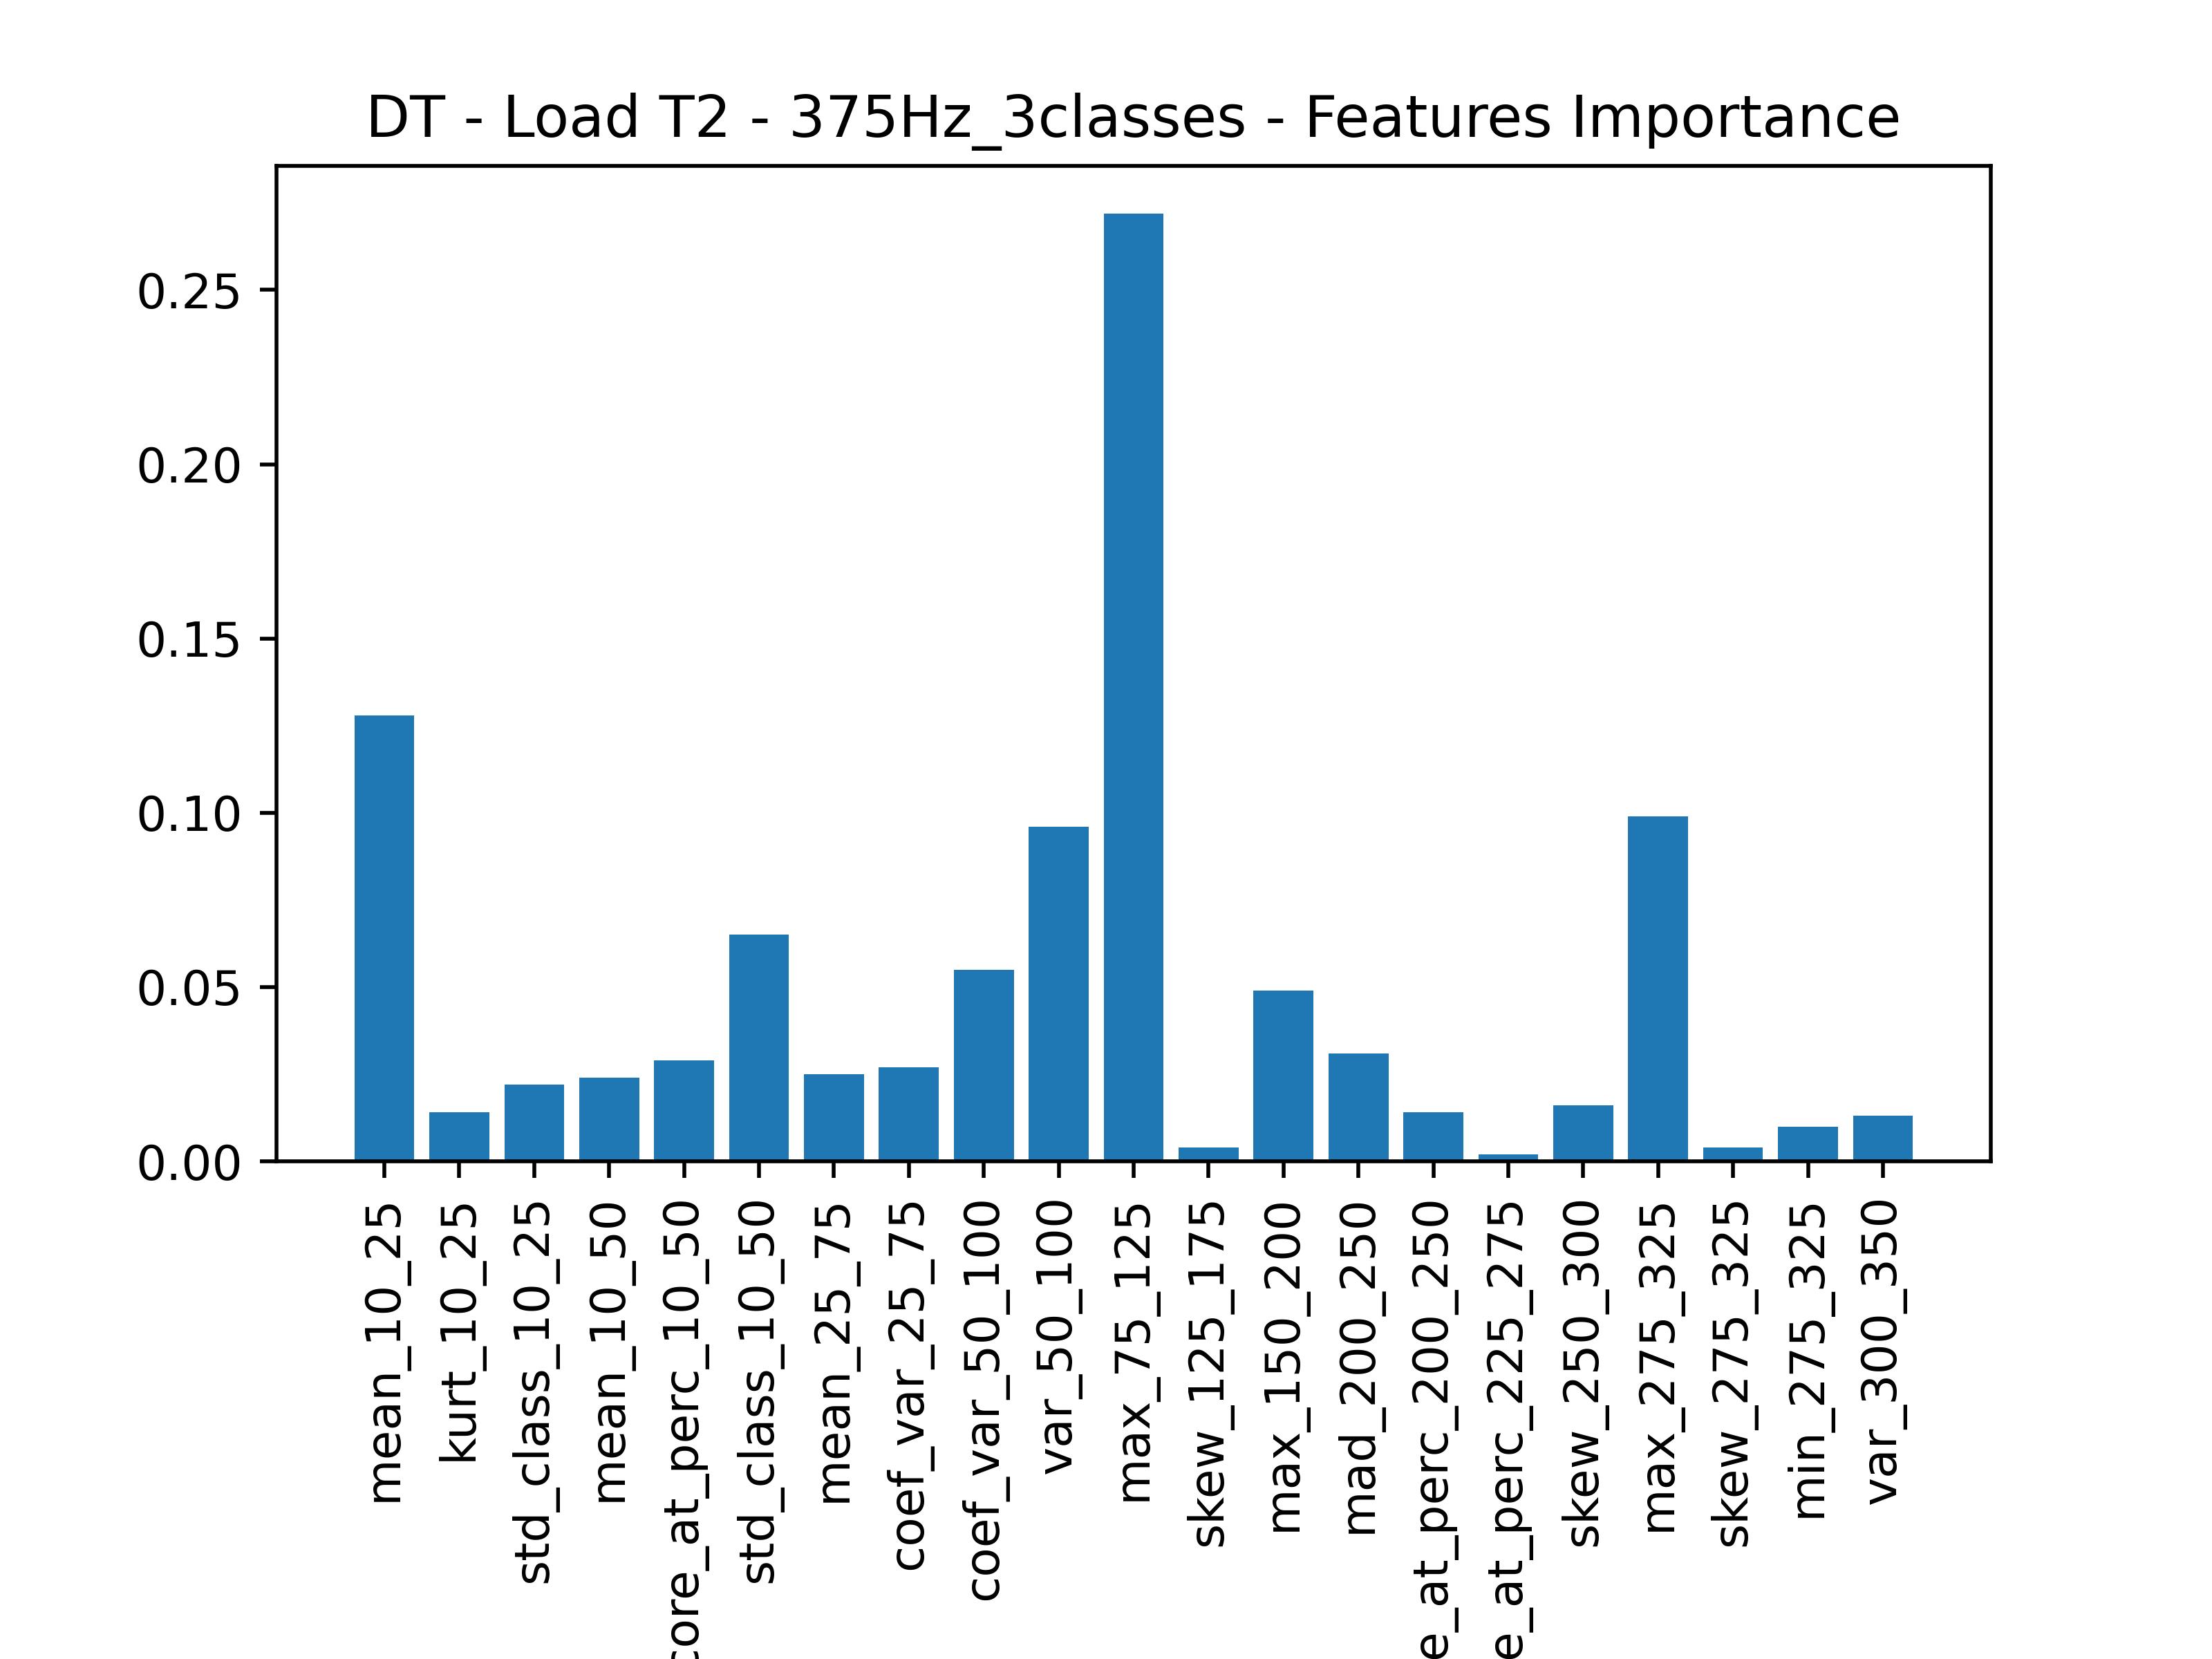 DT - Load T2 - 375Hz_3classes - Features Importance
0.25
0.20
0.15
0.10
0.05
0.00
mean_10_25
kurt_10_25
std_class_10_25
mean_10_50
core_at_perc_10_50
std_class_10_50
mean_25_75
coef_var_25_75
coef_var_50_100
var_50_100
max_75_125
skew_125_175
max_150_200
mad_200_250
e_at_perc_200_250
e_at_perc_225_275
skew_250_300
max_275_325
skew_275_325
min_275_325
var_300_350